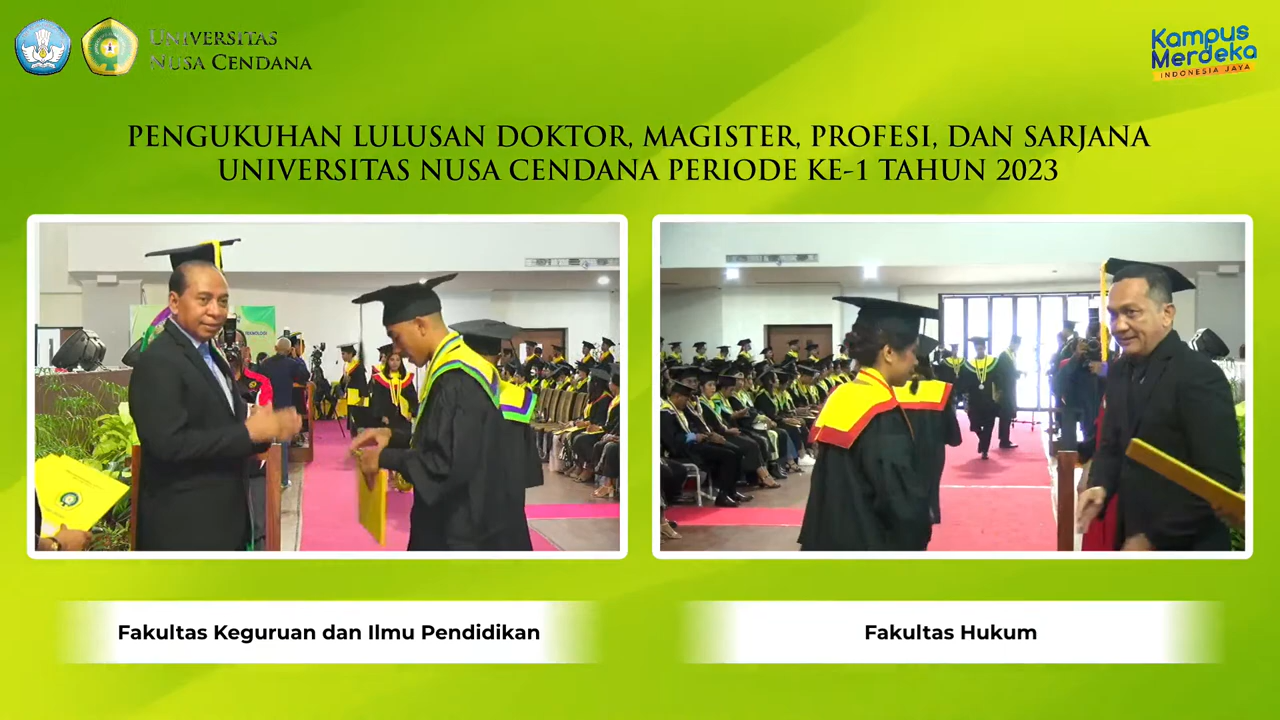 UNIVERSITAS
NUSA CENDANA
Kampus
Merdeka
INDONESIA JAYA
PENGUKUHAN LULUSAN DOKTOR, MAGISTER, PROFESI, DAN SARJANA
UNIVERSITAS NUSA CENDANA PERIODE KE-1 TAHUN 2023
Fakultas Keguruan dan Ilmu Pendidikan
Fakultas Hukum